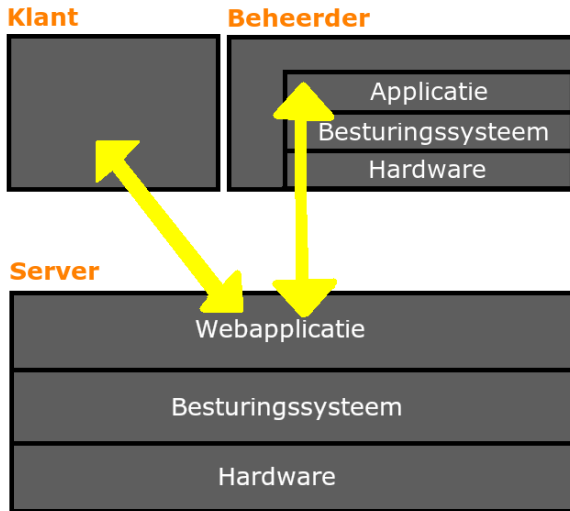 Klant
Beheerder
Applicatie
Besturingssysteem
Hardware
Server
Webapplicatie
Besturingssysteem
Hardware